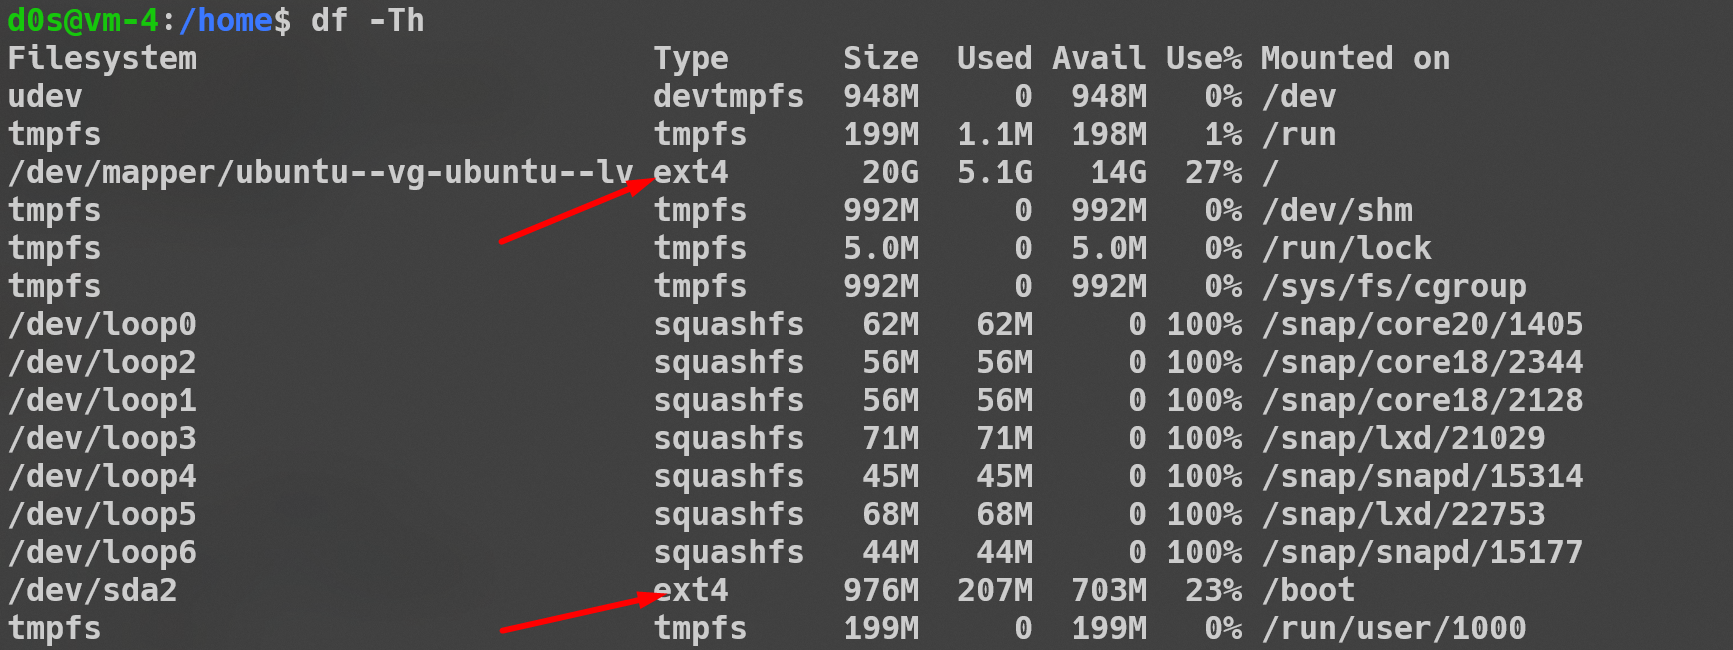 d0s@vm-4:/home$ df -Th
Filesystem                        Type      Size  Used Avail Use% Mounted on
udev                              devtmpfs  948M     0  948M   0% /dev
tmpfs                             tmpfs     199M  1.1M  198M   1% /run
/dev/mapper/ubuntu--vg-ubuntu--lv ext4       20G  5.1G   14G  27% /
tmpfs                             tmpfs     992M     0  992M   0% /dev/shm
tmpfs                             tmpfs     5.0M     0  5.0M   0% /run/lock
tmpfs                             tmpfs     992M     0  992M   0% /sys/fs/cgroup
/dev/loop0                        squashfs   62M   62M     0 100% /snap/core20/1405
/dev/loop2                        squashfs   56M   56M     0 100% /snap/core18/2344
/dev/loop1                        squashfs   56M   56M     0 100% /snap/core18/2128
/dev/loop3                        squashfs   71M   71M     0 100% /snap/lxd/21029
/dev/loop4                        squashfs   45M   45M     0 100% /snap/snapd/15314
/dev/loop5                        squashfs   68M   68M     0 100% /snap/lxd/22753
/dev/loop6                        squashfs   44M   44M     0 100% /snap/snapd/15177
/dev/sda2                         ext4      976M  207M  703M  23% /boot
tmpfs                             tmpfs     199M     0  199M   0% /run/user/1000